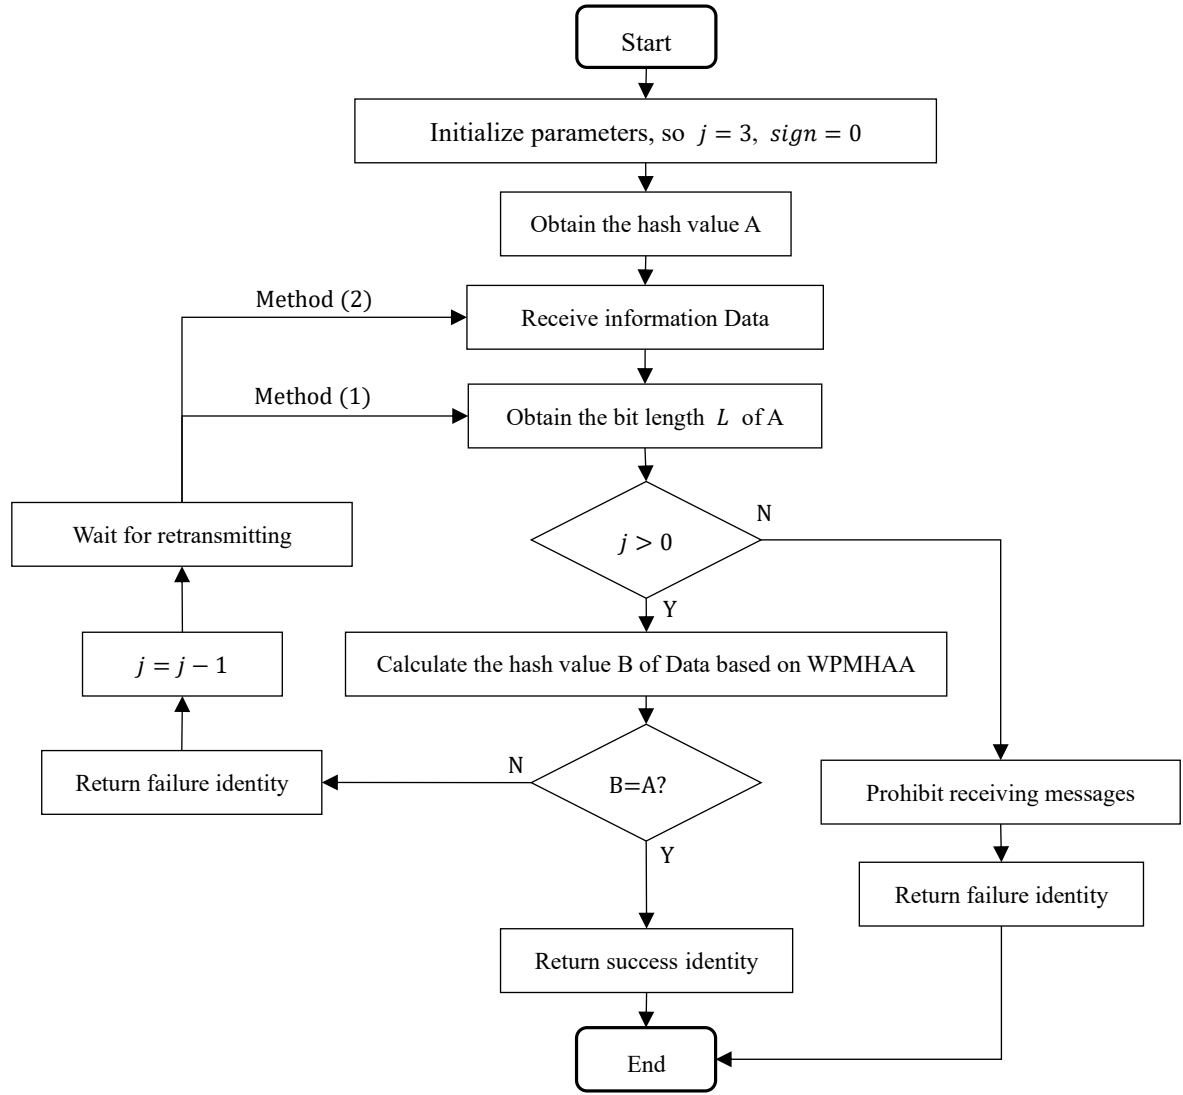 Start
Initialize parameters, so j = 3, sign = 0
Obtain the hash value A
Method (2)
Receive information Data
Method (1)
Obtain the bit length L of A
N
Wait for retransmitting
j > 0
Y
j = j − 1
Calculate the hash value B of Data based on WPMHAA
N
Return failure identity
B=A?
Prohibit receiving messages
Y
Return failure identity
Return success identity
End